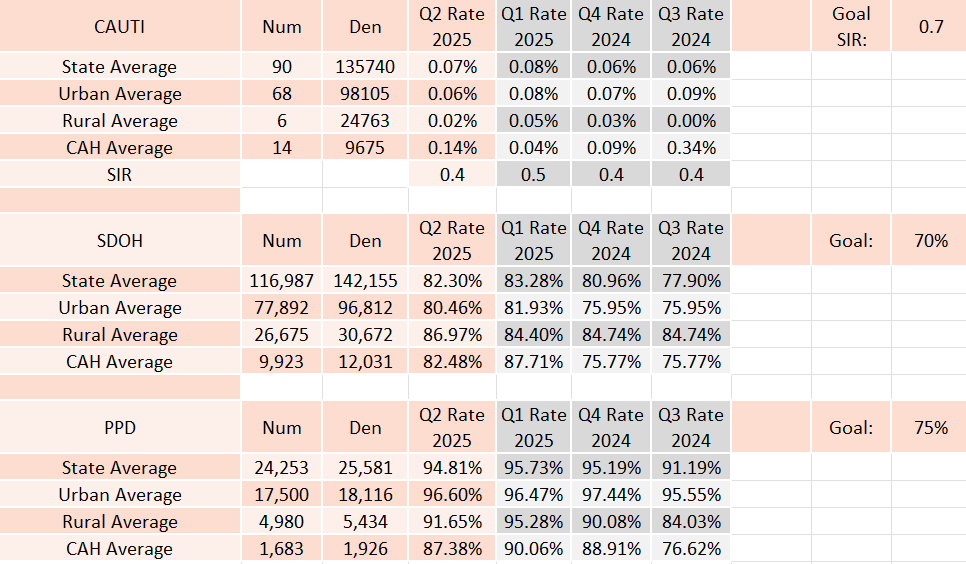 CAUTI Num Den Q2 Rate 2025 Q1 Rate 2025 Q4 Rate 2024 Q3 Rate 2024 Goal SIR: 0.7
State Average 90 135740 0.07% 0.08% 0.06% 0.06%
Urban Average 68 98105 0.06% 0.08% 0.07% 0.09%
Rural Average 6 24763 0.02% 0.05% 0.03% 0.00%
CAH Average 14 9675 0.14% 0.04% 0.09% 0.34%
SIR 0.4 0.5 0.4 0.4
SDOH Num Den Q2 Rate 2025 Q1 Rate 2025 Q4 Rate 2024 Q3 Rate 2024 Goal: 70%
State Average 116,987 142,155 82.30% 83.28% 80.96% 77.90%
Urban Average 77,892 96,812 80.46% 81.93% 75.95% 75.95%
Rural Average 26,675 30,672 86.97% 84.40% 84.74% 84.74%
CAH Average 9,923 12,031 82.48% 87.71% 75.77% 75.77%
PPD Num Den Q2 Rate 2025 Q1 Rate 2025 Q4 Rate 2024 Q3 Rate 2024 Goal: 75%
State Average 24,253 25,581 94.81% 95.73% 95.19% 91.19%
Urban Average 17,500 18,116 96.60% 96.47% 97.44% 95.55%
Rural Average 4,980 5,434 91.65% 95.28% 90.08% 84.03%
CAH Average 1,683 1,926 87.38% 90.06% 88.91% 76.62%